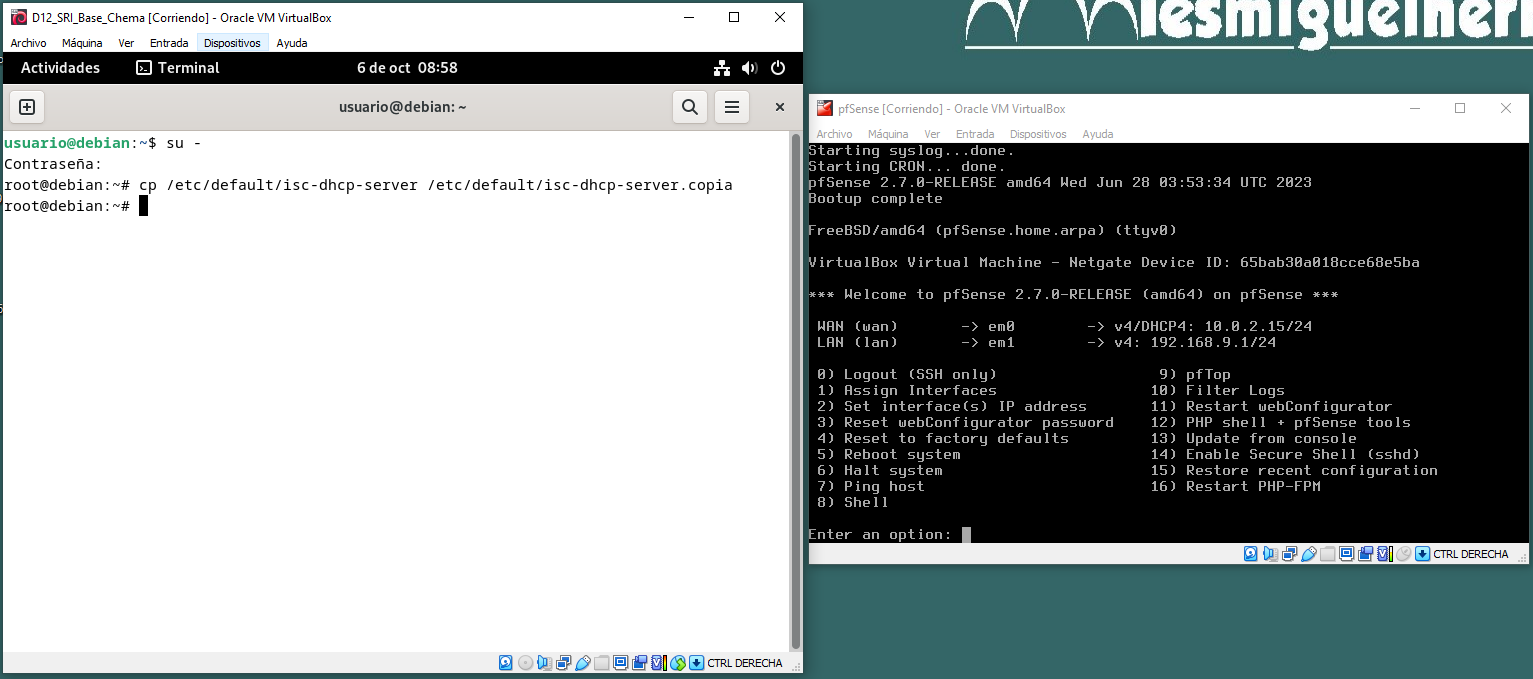 D12_SRI_Base_Chema [Corriendo] - Oracle VM VirtualBox
Archivo Máquina Ver Entrada Dispositivos Ayuda
Actividades Terminal 6 de oct 08:58
usuario@debian: ~
usuario@debian:~$ su -
Contraseña:
root@debian:~# cp /etc/default/isc-dhcp-server /etc/default/isc-dhcp-server.copia
root@debian:~#
CTRL DERECHA
pfSense [Corriendo] - Oracle VM VirtualBox
Archivo Máquina Ver Entrada Dispositivos Ayuda
Starting syslog...done.
Starting CRON... done.
pfSense 2.7.0-RELEASE amd64 Wed Jun 28 03:53:34 UTC 2023
Bootup complete
FreeBSD/amd64 (pfSense.home.arpa) (ttyv0)
VirtualBox Virtual Machine - Netgate Device ID: 65bab30a018cce68e5ba
*** Welcome to pfSense 2.7.0-RELEASE (amd64) on pfSense ***
WAN (wan) -> em0 -> v4/DHCP4: 10.0.2.15/24
LAN (lan) -> em1 -> v4: 192.168.9.1/24
0) Logout (SSH only) 9) pfTop
1) Assign Interfaces 10) Filter Logs
2) Set interface(s) IP address 11) Restart webConfigurator
3) Reset webConfigurator password 12) PHP shell + pfSense tools
4) Reset to factory defaults 13) Update from console
5) Reboot system 14) Enable Secure Shell (sshd)
6) Halt system 15) Restore recent configuration
7) Ping host 16) Restart PHP-FPM
8) Shell
Enter an option:
CTRL DERECHA